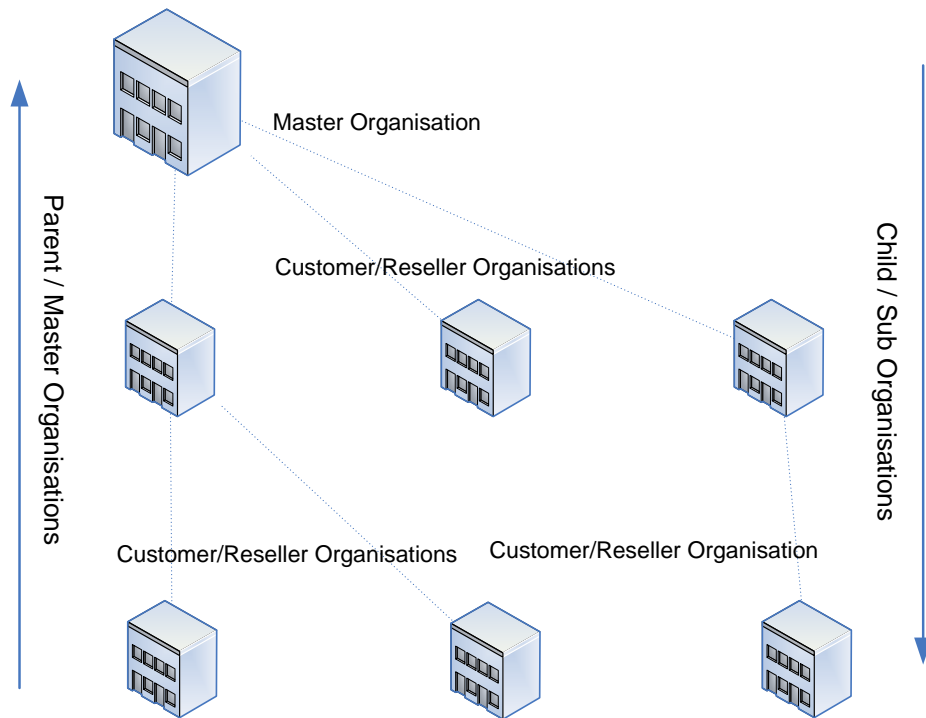 Master Organisation
Parent / Master Organisations
Customer/Reseller Organisations
Child / Sub Organisations
Customer/Reseller Organisations
Customer/Reseller Organisation